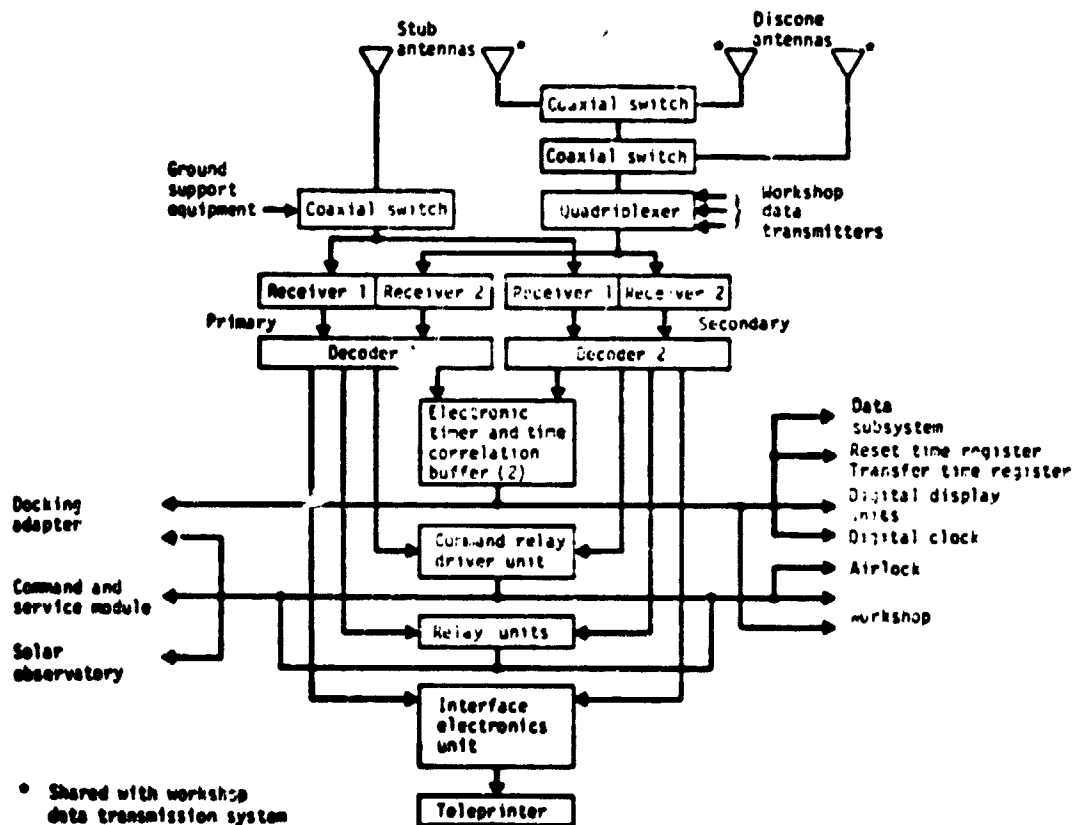 Stub
antennas
*
Discone
antennas
*
*
Coaxial switch
Coaxial switch
Ground
support
equipment
Coaxial switch
Quadriplexer
Workshop
data
transmitters
Receiver 1
Receiver 2
Receiver 1
Receiver 2
Primary
Secondary
Decoder
Decoder 2
Electronic
timer and time
correlation
buffer (2)
Data
subsystem
Reset time register
Transfer time register
Digital display
units
Digital clock
Docking
adapter
Command relay
driver unit
Airlock
Command and
service module
Workshop
Relay units
Solar
observatory
Interface
electronics
unit
Teleprinter
* Shared with workshop
data transmission system